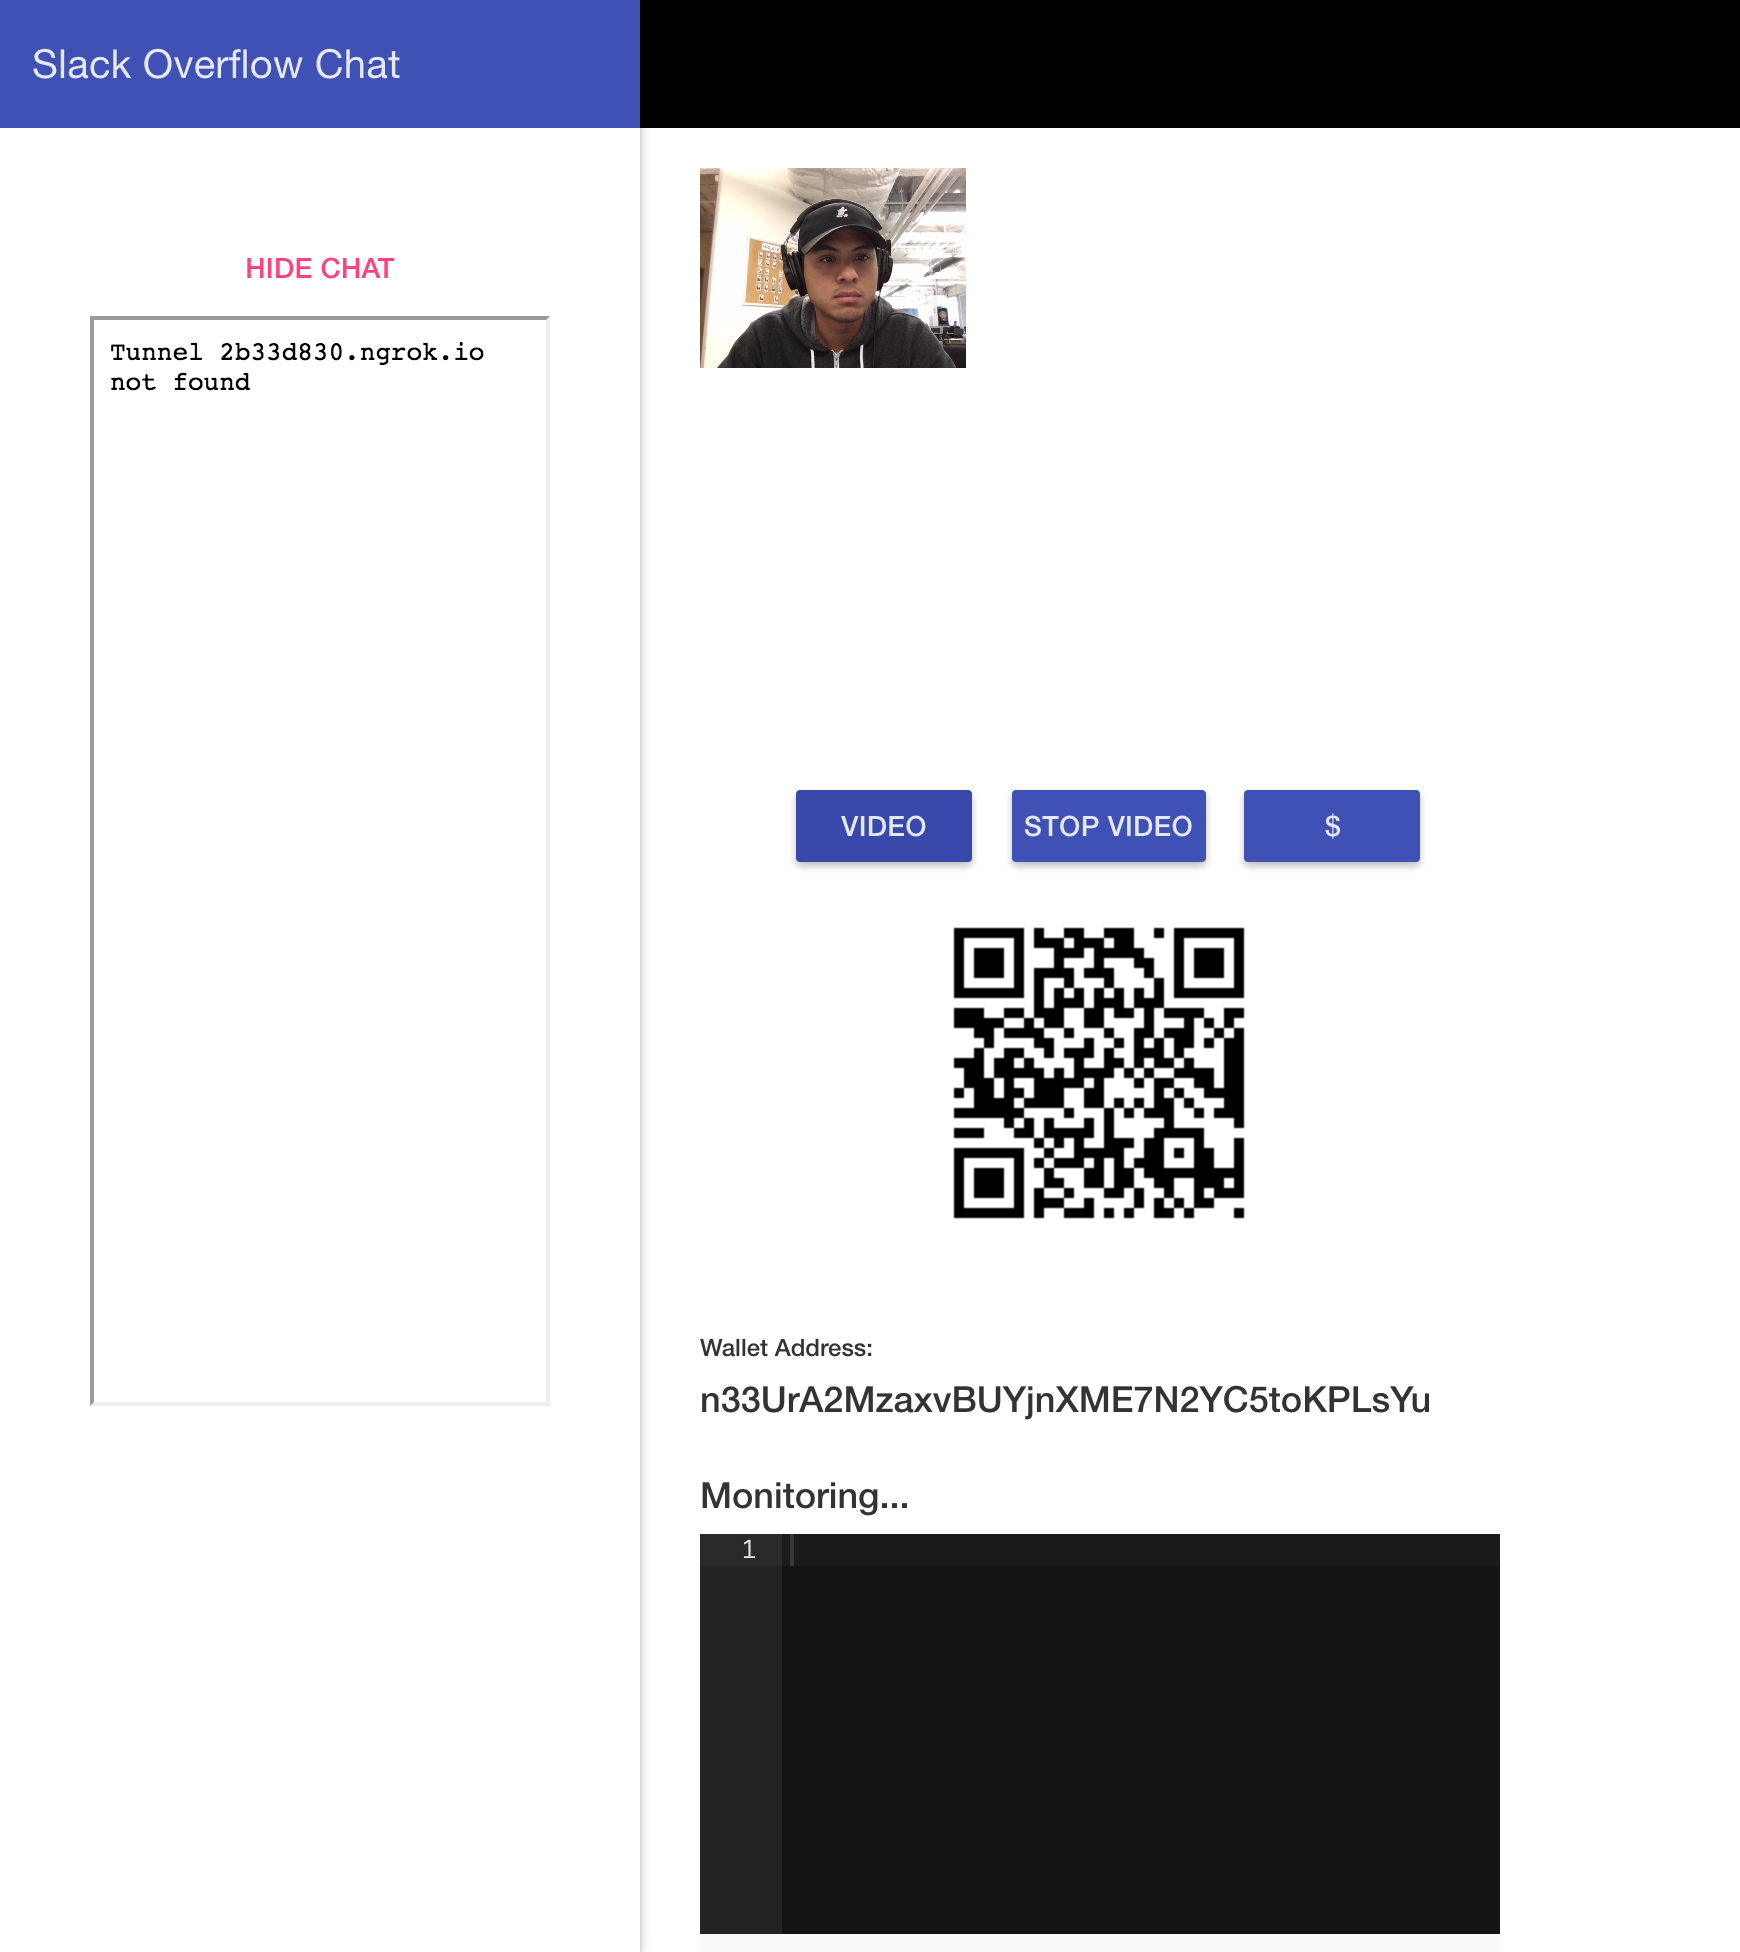 Slack Overflow Chat
HIDE CHAT
Tunnel 2b33d830.ngrok.io
not found
VIDEO
STOP VIDEO
$
Wallet Address:
n33UrA2MzaxvBUYjnXME7N2YC5toKPLsYu
Monitoring...
1